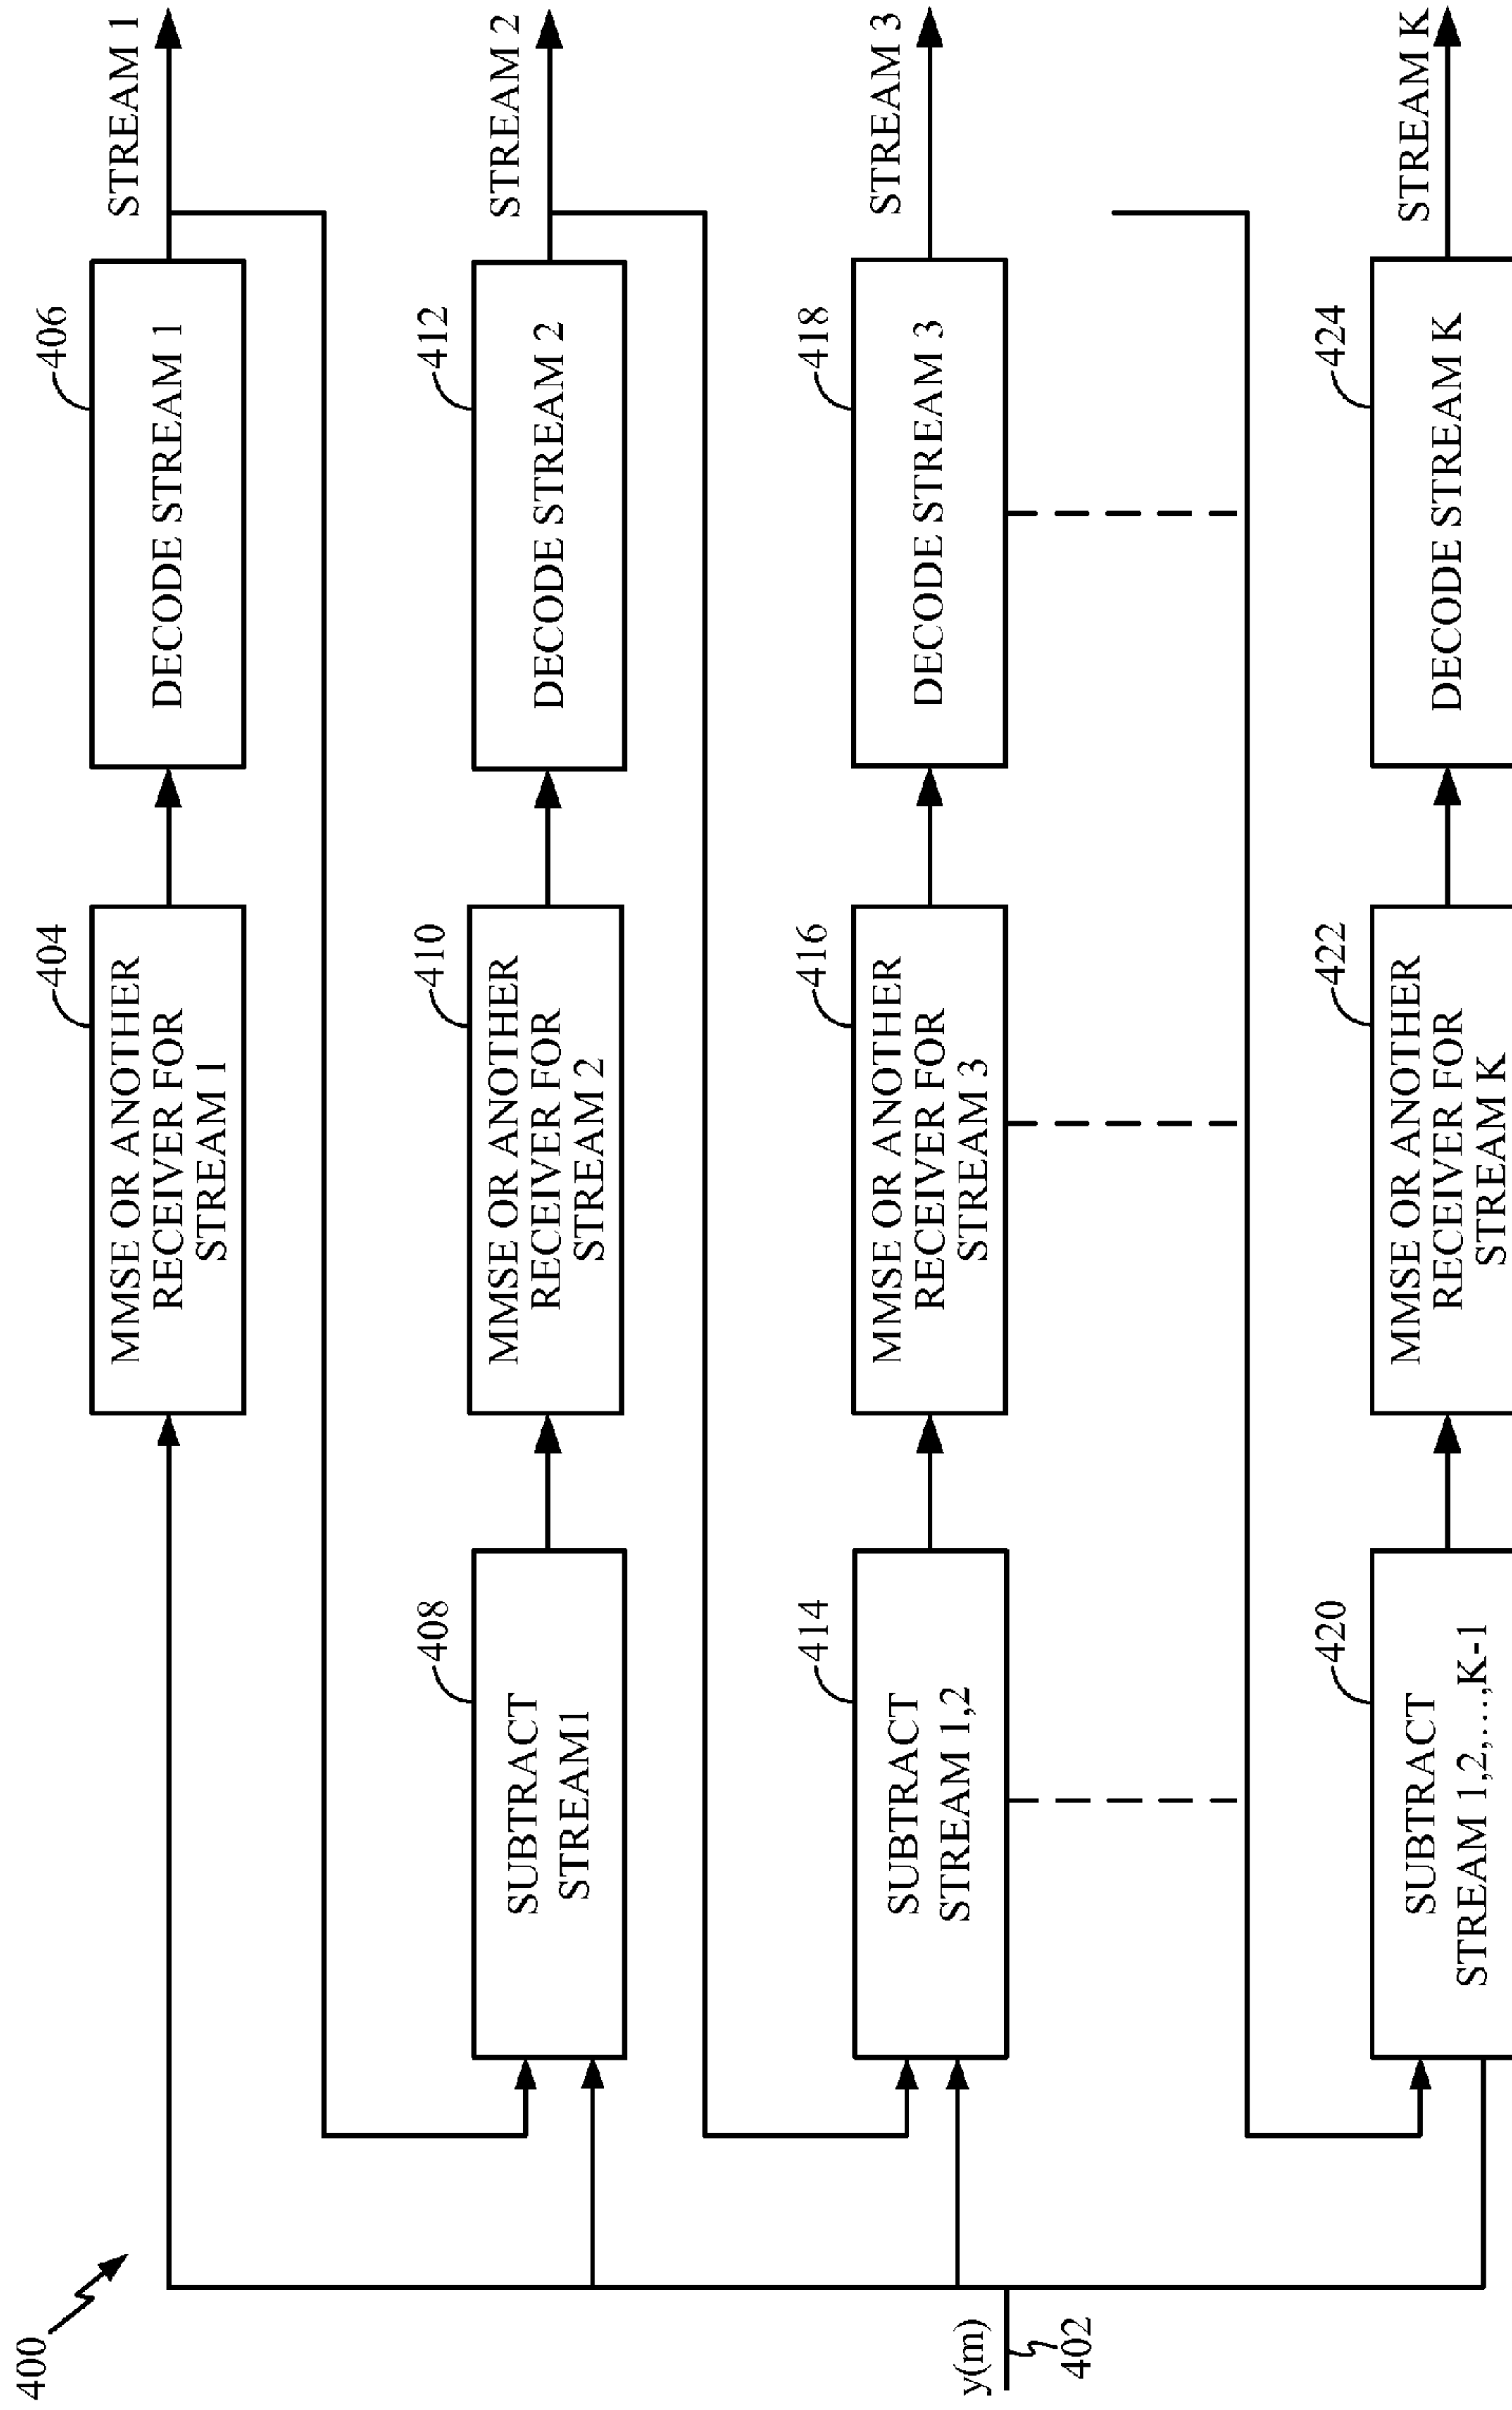 400
404
406
MMSE OR ANOTHER
RECEIVER FOR
STREAM 1
DECODE STREAM 1
STREAM 1
408
410
412
SUBTRACT
STREAM1
MMSE OR ANOTHER
RECEIVER FOR
STREAM 2
DECODE STREAM 2
STREAM 2
414
416
418
SUBTRACT
STREAM 1,2
MMSE OR ANOTHER
RECEIVER FOR
STREAM 3
DECODE STREAM 3
STREAM 3
y(m)
402
420
422
424
SUBTRACT
STREAM 1,2,...,K-1
MMSE OR ANOTHER
RECEIVER FOR
STREAM K
DECODE STREAM K
STREAM K